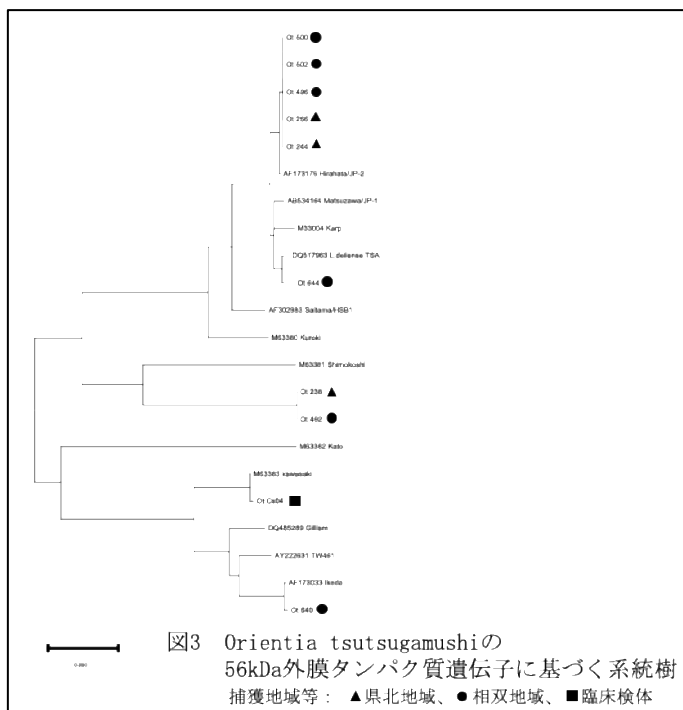 Ot 500 ●
Ot 502 ●
Ot 496 ●
Ot 256 ▲
Ot 244 ▲
AF173176 Hirahata/JP-2
AB534164 Matsuzawa/JP-1
M33004 Karp
DQ517963 L.deliense TSA
Ot 644 ●
AF302983 Saitama/HSB1
M63380 Kuroki
M63381 Shimokoshi
Ot 238 ▲
Ot 492 ●
M63382 Kato
M63383 kawasaki
Ot Ca04 ■
DQ485289 Gilliam
AY222631 TW461
AF173033 Ikeda
Ot 640 ●
図3 Orientia tsutsugamushiの
56kDa外膜タンパク質遺伝子に基づく系統樹
捕獲地域等： ▲県北地域、●相双地域、■臨床検体